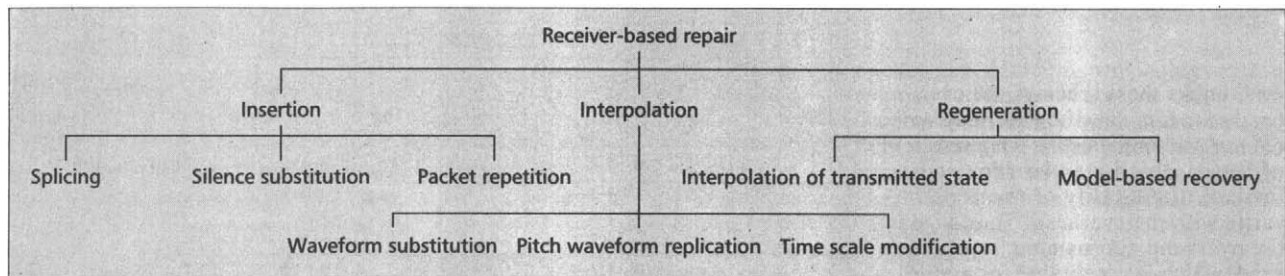 Receiver-based repair
Insertion Interpolation Regeneration
Splicing Silence substitution Packet repetition Interpolation of transmitted state Model-based recovery
Waveform substitution Pitch waveform replication Time scale modification